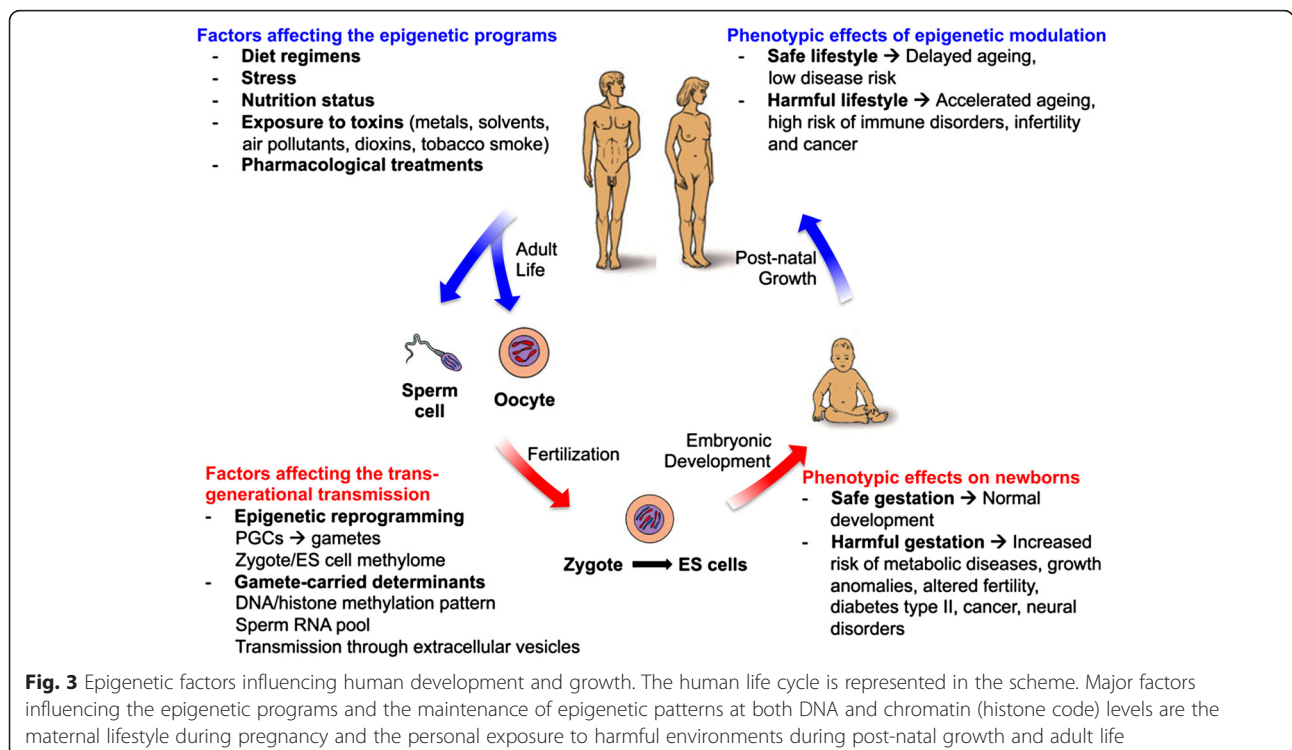 Factors affecting the epigenetic programs
- Diet regimens
- Stress
- Nutrition status
- Exposure to toxins (metals, solvents,
air pollutants, dioxins, tobacco smoke)
- Pharmacological treatments
Phenotypic effects of epigenetic modulation
- Safe lifestyle → Delayed ageing,
low disease risk
- Harmful lifestyle → Accelerated ageing,
high risk of immune disorders, infertility
and cancer
Adult
Life
Post-natal
Growth
Sperm
cell
Oocyte
Fertilization
Embryonic
Development
Factors affecting the trans-
generational transmission
- Epigenetic reprogramming
PGCs → gametes
Zygote/ES cell methylome
- Gamete-carried determinants
DNA/histone methylation pattern
Sperm RNA pool
Transmission through extracellular vesicles
Zygote → ES cells
Phenotypic effects on newborns
- Safe gestation → Normal
development
- Harmful gestation → Increased
risk of metabolic diseases, growth
anomalies, altered fertility,
diabetes type II, cancer, neural
disorders
Fig. 3 Epigenetic factors influencing human development and growth. The human life cycle is represented in the scheme. Major factors
influencing the epigenetic programs and the maintenance of epigenetic patterns at both DNA and chromatin (histone code) levels are the
maternal lifestyle during pregnancy and the personal exposure to harmful environments during post-natal growth and adult life